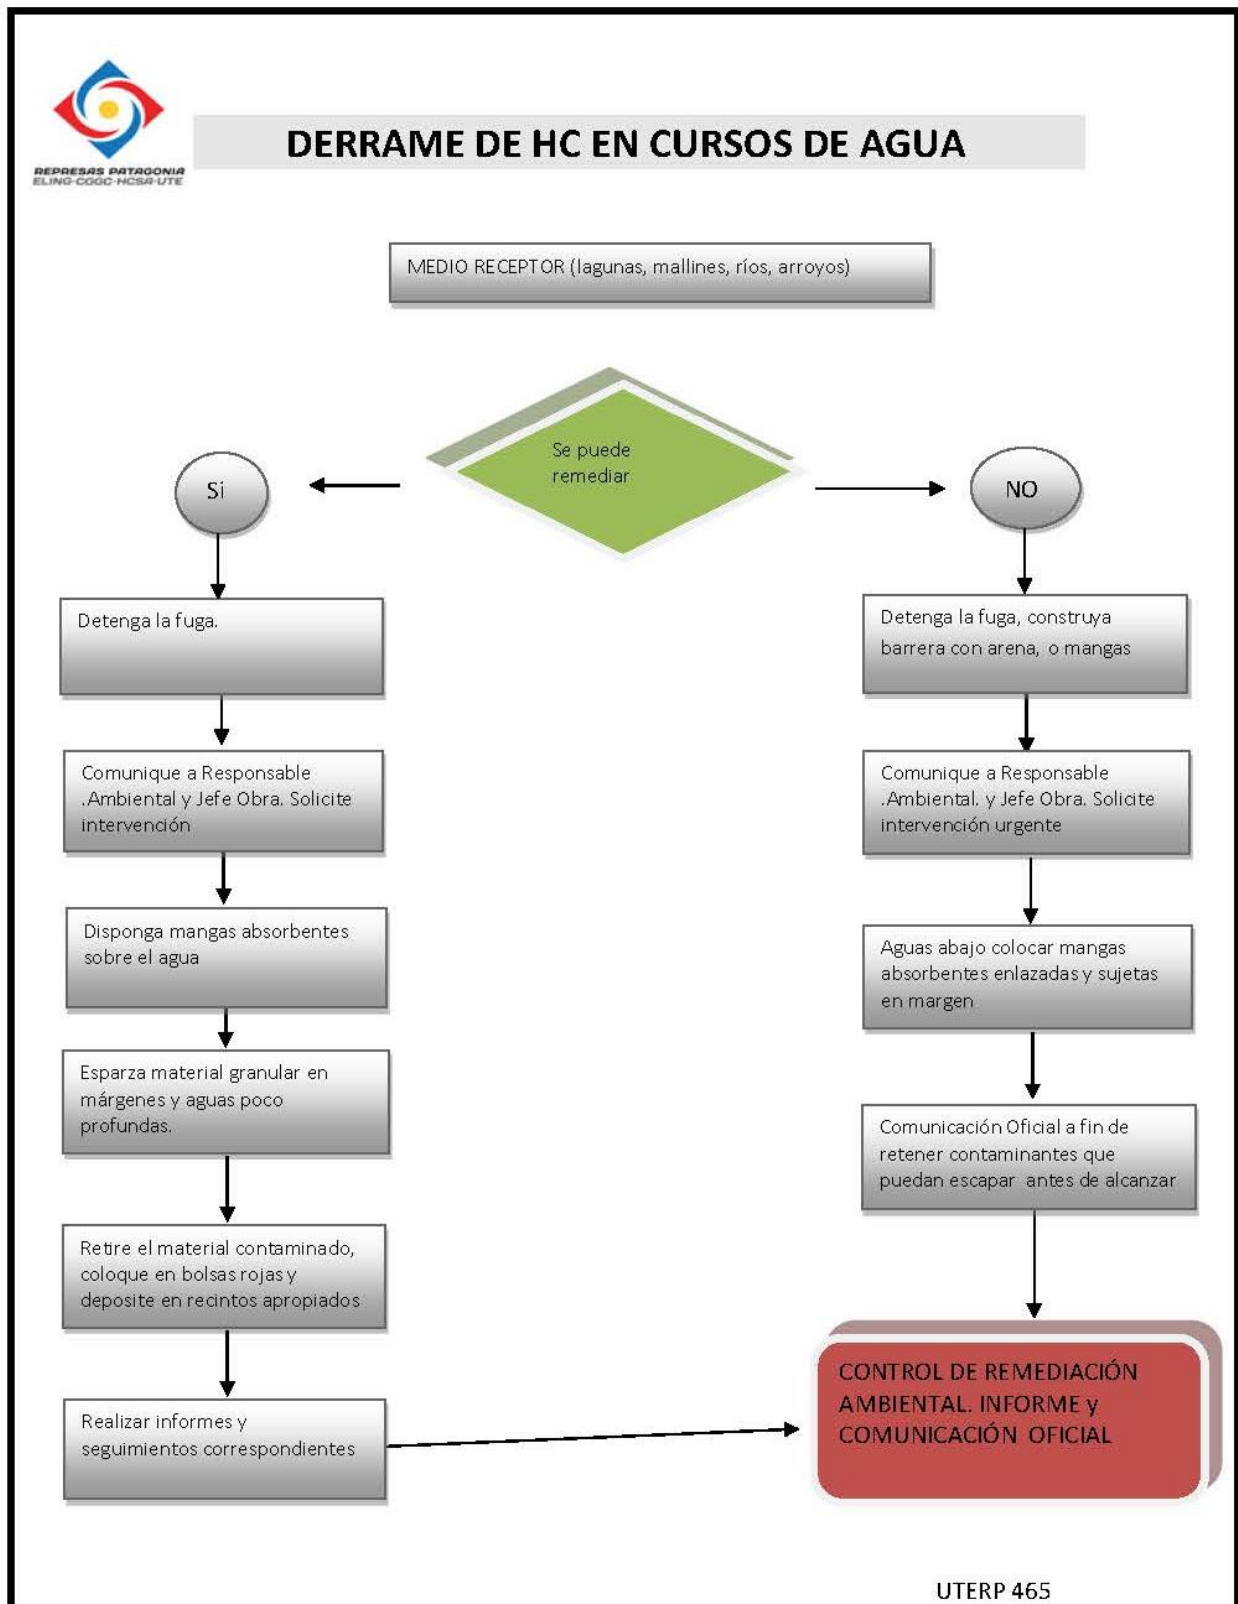 REPRESAS PATAGONIA
ELING-CGGC-HCSA-UTE
DERRAME DE HC EN CURSOS DE AGUA
MEDIO RECEPTOR (lagunas, mallines, ríos, arroyos)
Se puede
remediar
Si
NO
Detenga la fuga.
Comunique a Responsable
.Ambiental y Jefe Obra. Solicite
intervención
Disponga mangas absorbentes
sobre el agua
Esparza material granular en
márgenes y aguas poco
profundas.
Retire el material contaminado,
coloque en bolsas rojas y
deposite en recintos apropiados
Realizar informes y
seguimientos correspondientes
Detenga la fuga, construya
barrera con arena, o mangas
Comunique a Responsable
.Ambiental. y Jefe Obra. Solicite
intervención urgente
Aguas abajo colocar mangas
absorbentes enlazadas y sujetas
en margen
Comunicación Oficial a fin de
retener contaminantes que
puedan escapar antes de alcanzar
CONTROL DE REMEDIACIÓN
AMBIENTAL. INFORME y
COMUNICACIÓN OFICIAL
UTERP 465